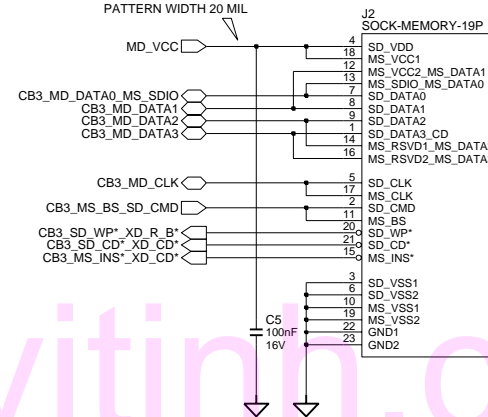 PATTERN WIDTH 20 MIL
J2
SOCK-MEMORY-19P
MD_VCC
4 SD_VDD
18 MS_VCC1
12 MS_VCC2_MS_DATA1
13 MS_SDIO_MS_DATA0
CB3_MD_DATA0_MS_SDIO 7 SD_DATA0
CB3_MD_DATA1 8 SD_DATA1
CB3_MD_DATA2 9 SD_DATA2
CB3_MD_DATA3 1 SD_DATA3_CD
14 MS_RSVD1_MS_DATA
16 MS_RSVD2_MS_DATA
CB3_MD_CLK 5 SD_CLK
17 MS_CLK
CB3_MS_BS_SD_CMD 2 SD_CMD
11 MS_BS
CB3_SD_WP*_XD_R_B* 20 SD_WP*
CB3_SD_CD*_XD_CD* 21 SD_CD*
CB3_MS_INS*_XD_CD* 15 MS_INS*
3 SD_VSS1
6 SD_VSS2
10 MS_VSS1
19 MS_VSS2
22 GND1
23 GND2
C5
100nF
16V
vitinh.o